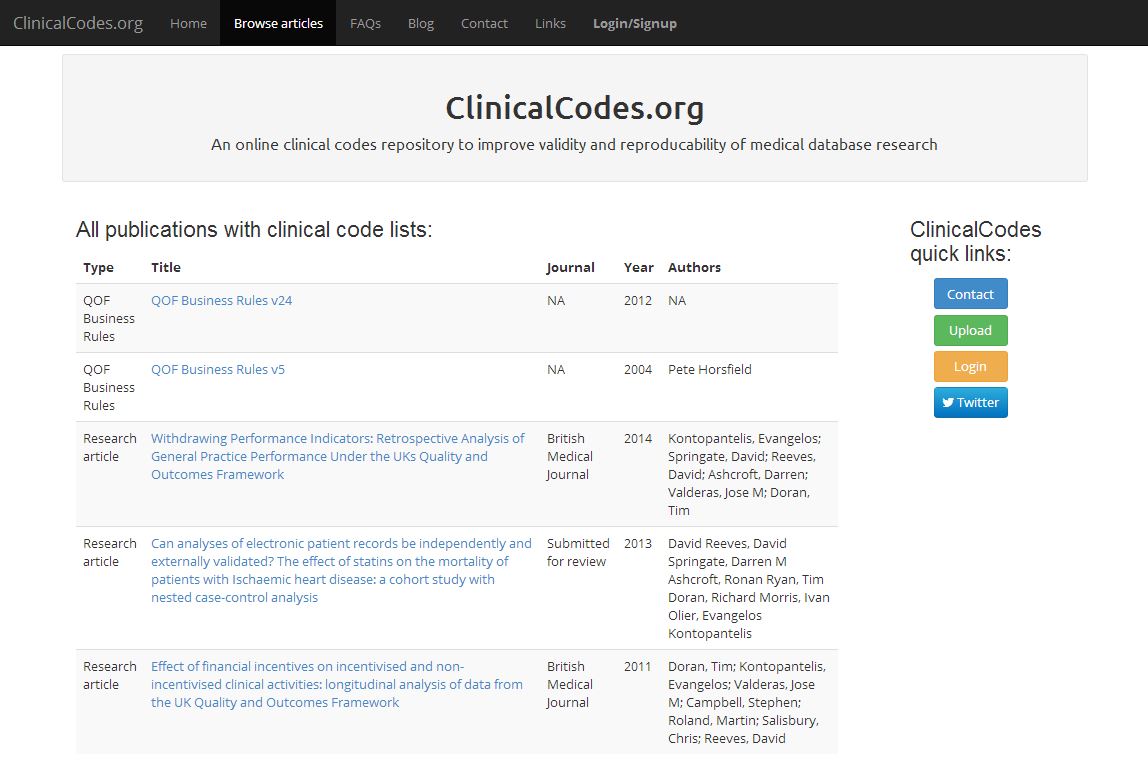 ClinicalCodes.org Home Browse articles FAQs Blog Contact Links Login/Signup
ClinicalCodes.org
An online clinical codes repository to improve validity and reproducability of medical database research
All publications with clinical code lists:
Type Title Journal Year Authors
QOF Business Rules v24 NA 2012 NA
QOF
Business
Rules
QOF Business Rules v5 NA 2004 Pete Horsfield
QOF
Business
Rules
Research
article
Withdrawing Performance Indicators: Retrospective Analysis of
General Practice Performance Under the UKs Quality and
Outcomes Framework
British
Medical
Journal
2014
Kontopantelis, Evangelos;
Springate, David; Reeves,
David; Ashcroft, Darren;
Valderas, Jose M; Doran,
Tim
Research
article
Can analyses of electronic patient records be independently and
externally validated? The effect of statins on the mortality of
patients with Ischaemic heart disease: a cohort study with
nested case-control analysis
Submitted
for review
2013
David Reeves, David
Springate, Darren M
Ashcroft, Ronan Ryan, Tim
Doran, Richard Morris, Ivan
Olier, Evangelos
Kontopantelis
Research
article
Effect of financial incentives on incentivised and non-
incentivised clinical activities: longitudinal analysis of data from
the UK Quality and Outcomes Framework
British
Medical
Journal
2011
Doran, Tim; Kontopantelis,
Evangelos; Valderas, Jose
M; Campbell, Stephen;
Roland, Martin; Salisbury,
Chris; Reeves, David
ClinicalCodes
quick links:
Contact
Upload
Login
Twitter